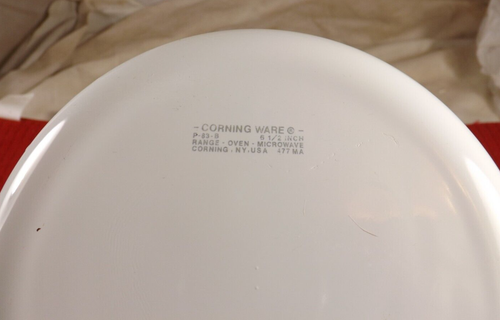 - CORNING WARE ® -
P-83-B 6 1/2 INCH
RANGE - OVEN - MICROWAVE
CORNING - NY-USA 477 MA